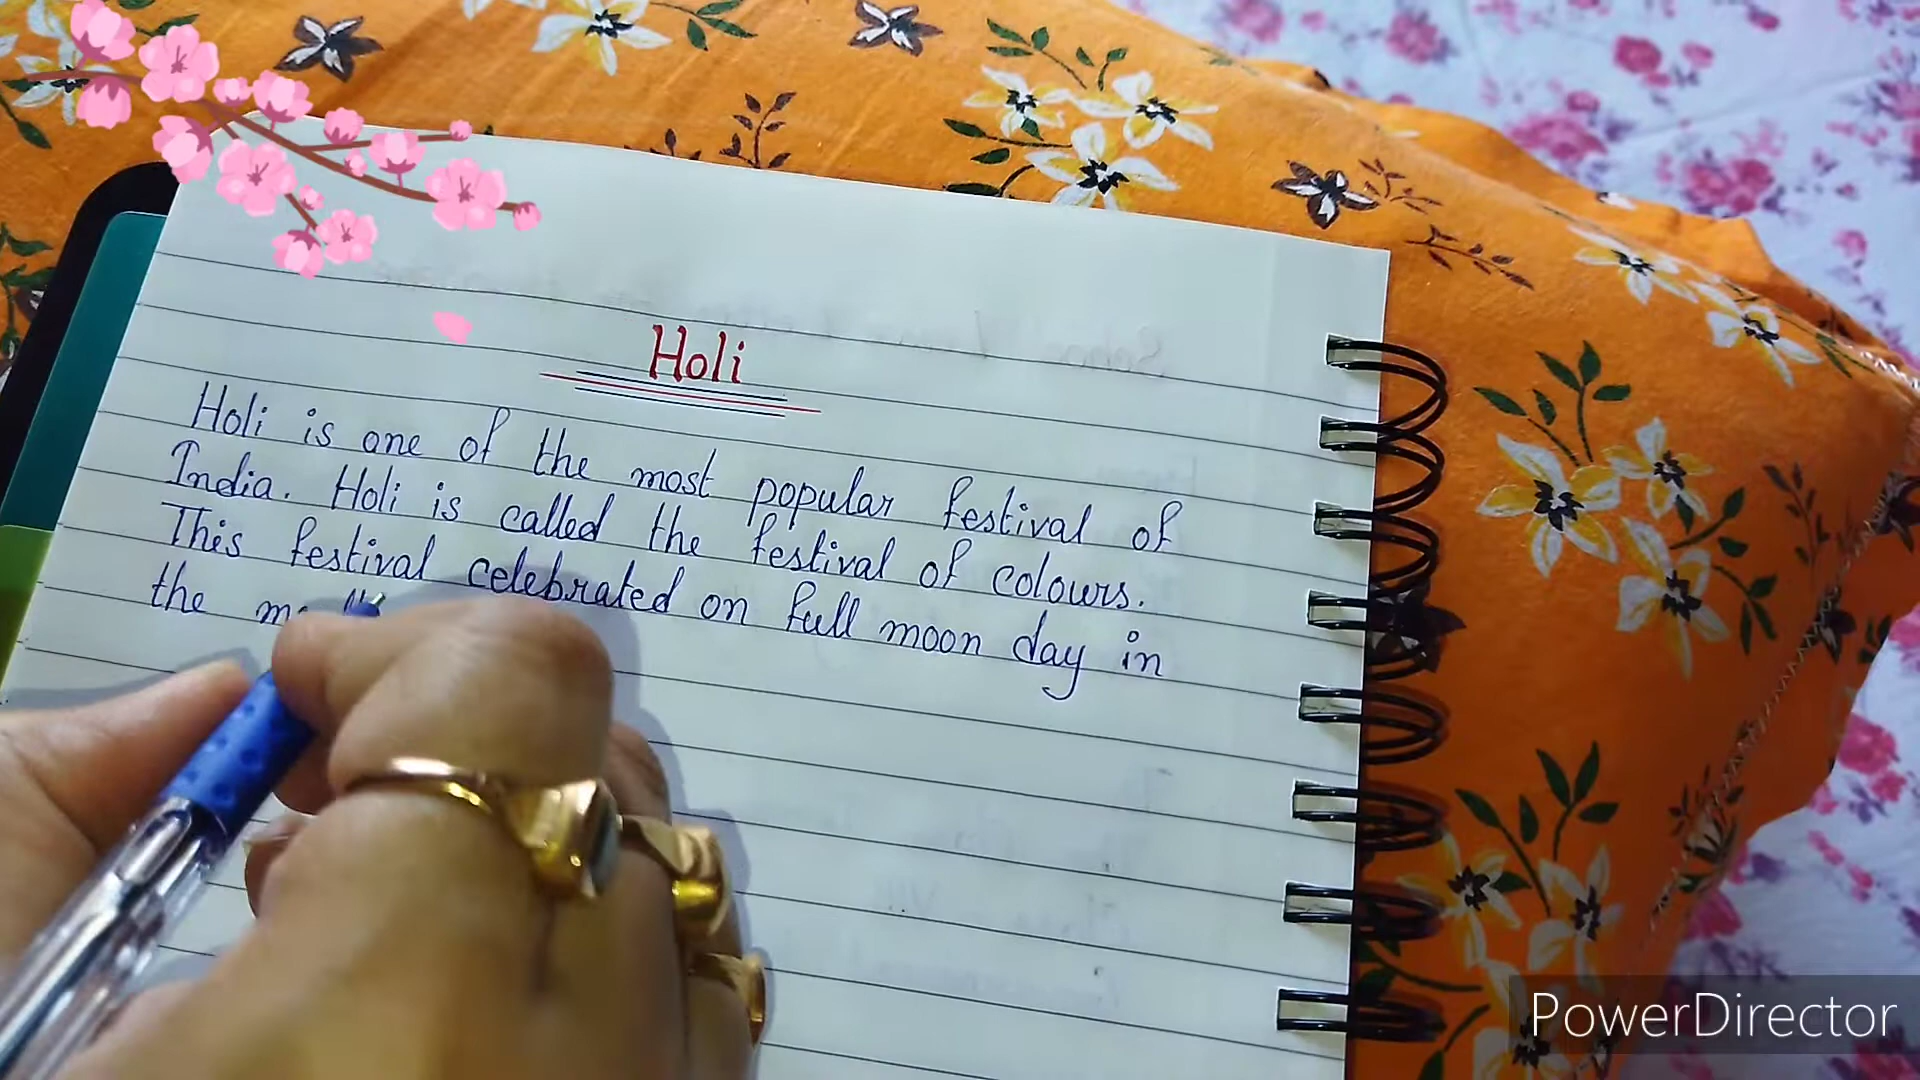 Holi
Holi is one of the most popular festival of
India. Holi is called the festival of colours.
This festival celebrated on full moon day in
the
PowerDirector